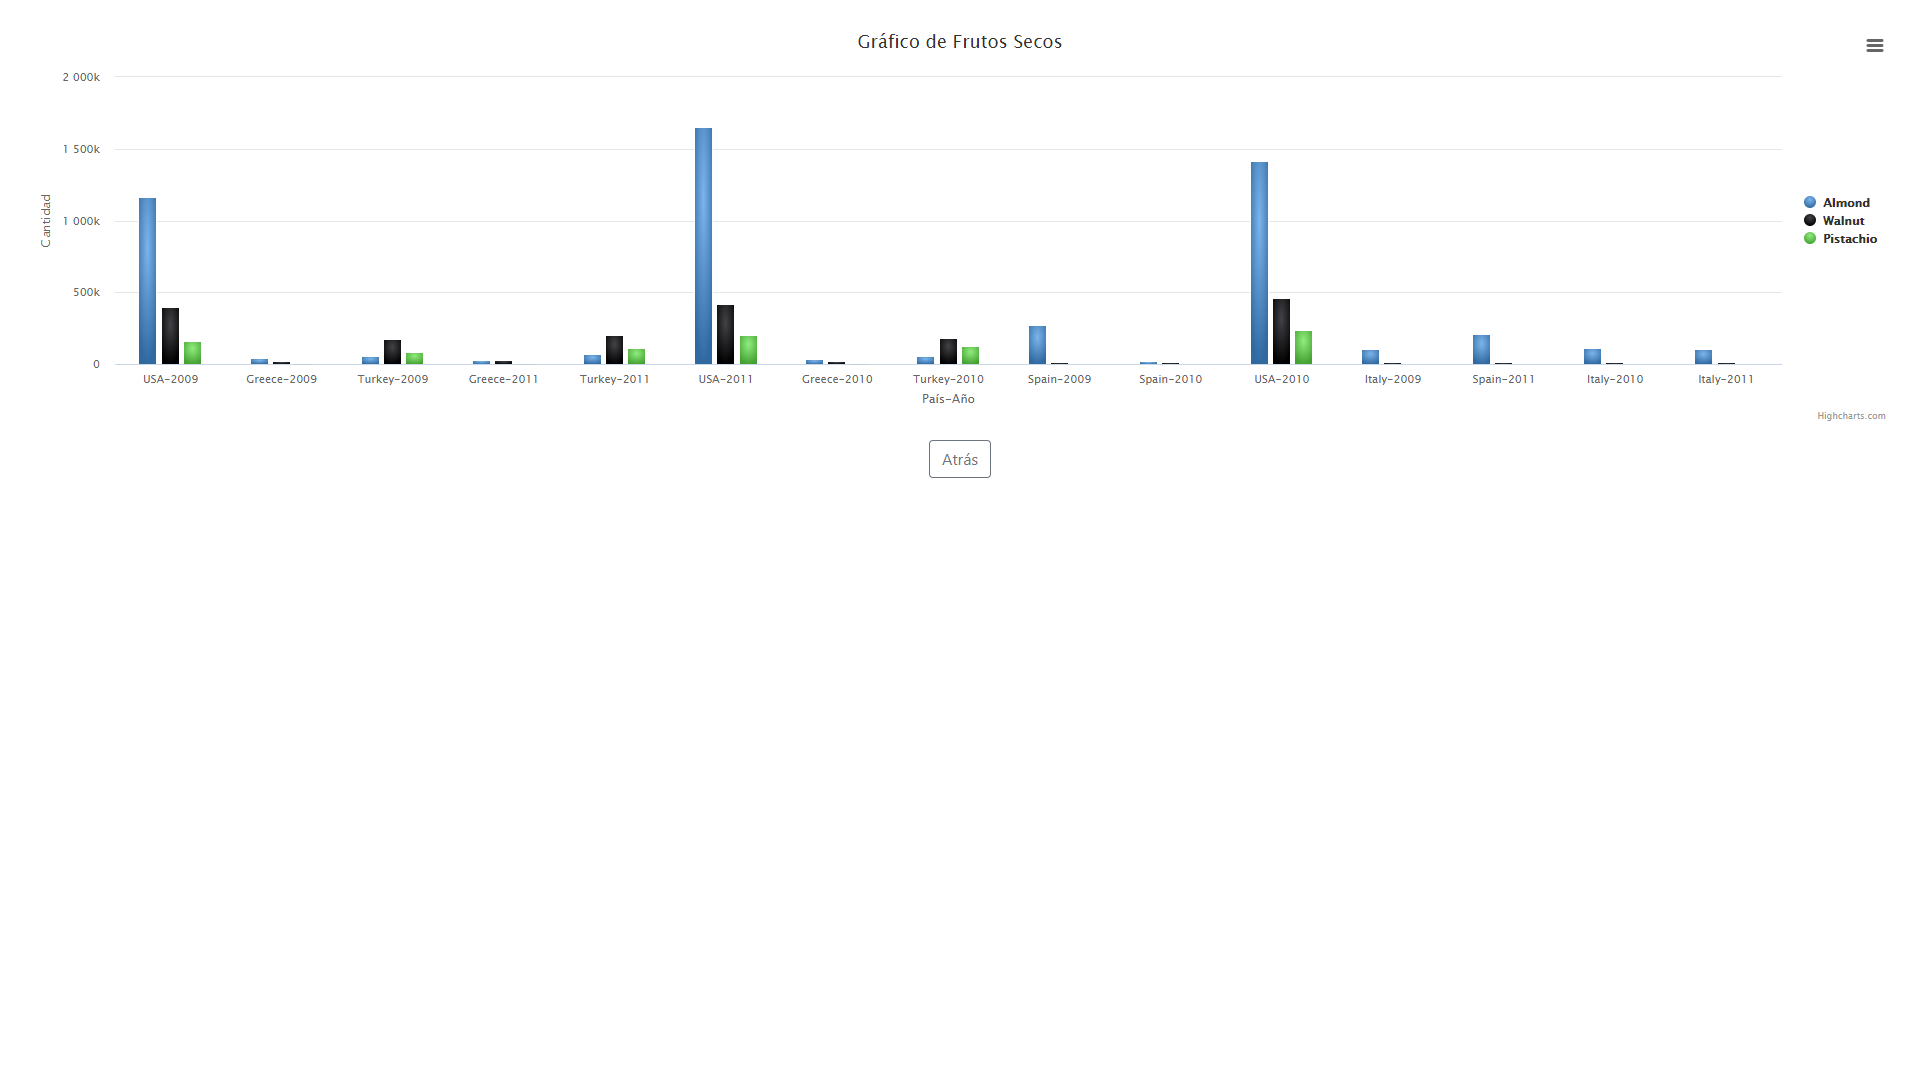 Gráfico de Frutos Secos
Cantidad
2 000k
1 500k
1 000k
500k
0
USA-2009 Greece-2009 Turkey-2009 Greece-2011 Turkey-2011 USA-2011 Greece-2010 Turkey-2010 Spain-2009 Spain-2010 USA-2010 Italy-2009 Spain-2011 Italy-2010 Italy-2011
País-Año
Almond
Walnut
Pistachio
Highcharts.com
Atrás